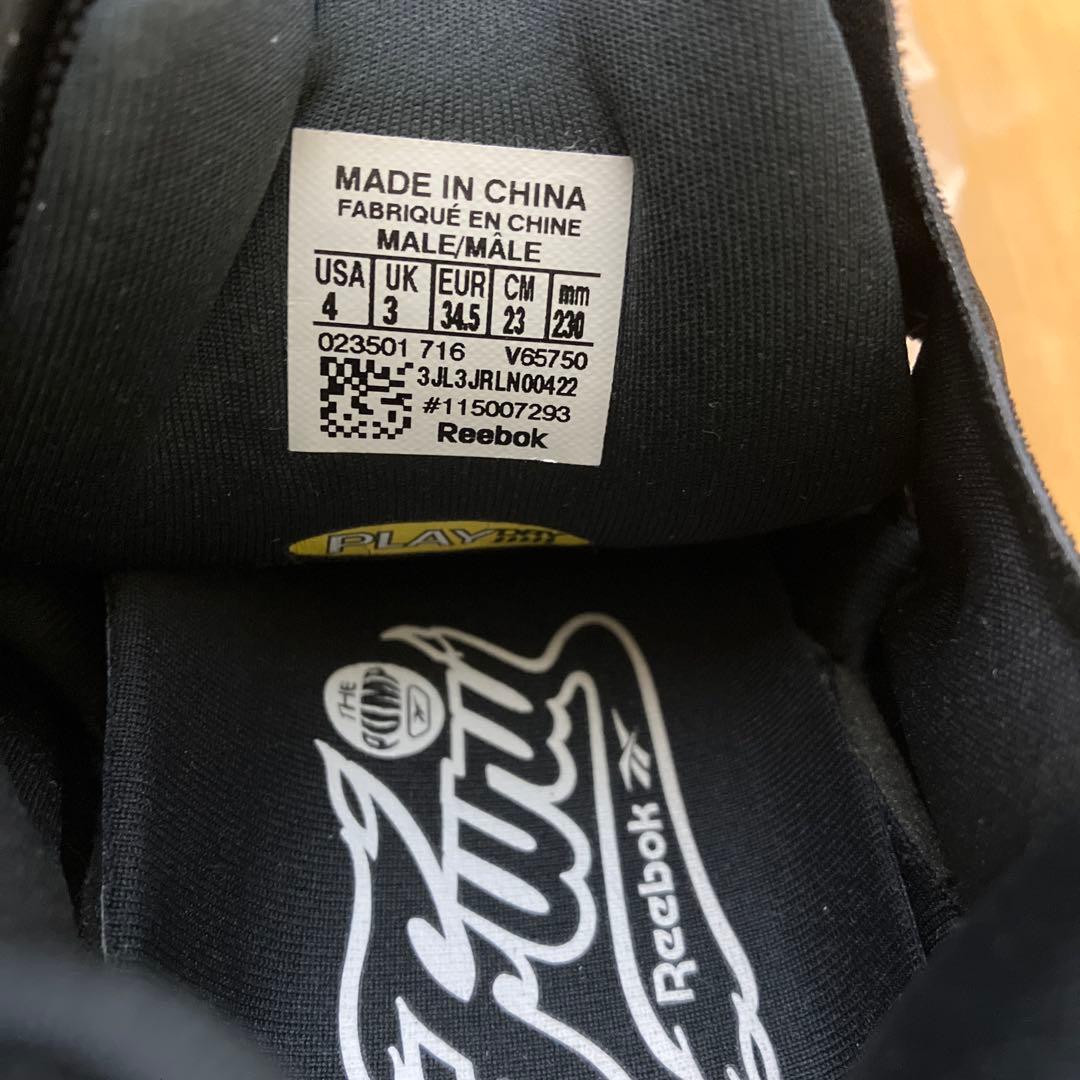 MADE IN CHINA
FABRIQUÉ EN CHINE
MALE/MÂLE
USA UK EUR CM mm
4 3 34.5 23 230
023501 716 V65750
3JL3JRLN00422
#115007293
Reebok
PLAY
THE PUMP
Fury
Reebok